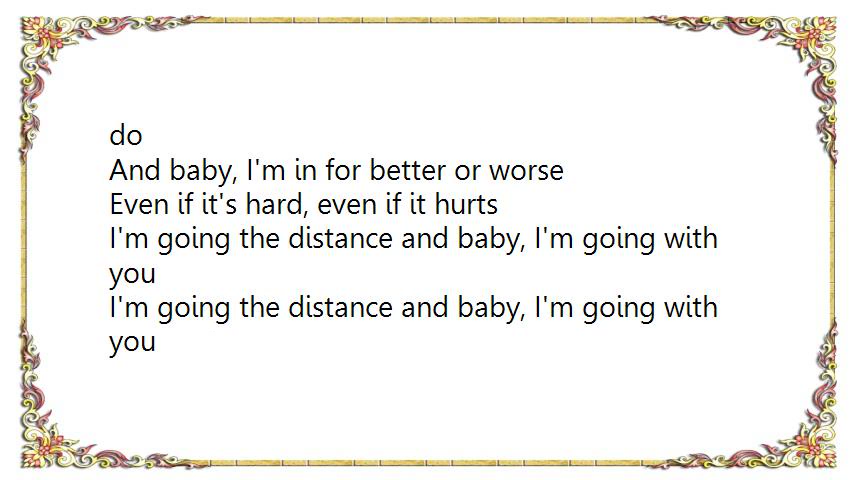 do
And baby, I'm in for better or worse
Even if it's hard, even if it hurts
I'm going the distance and baby, I'm going with
you
I'm going the distance and baby, I'm going with
you